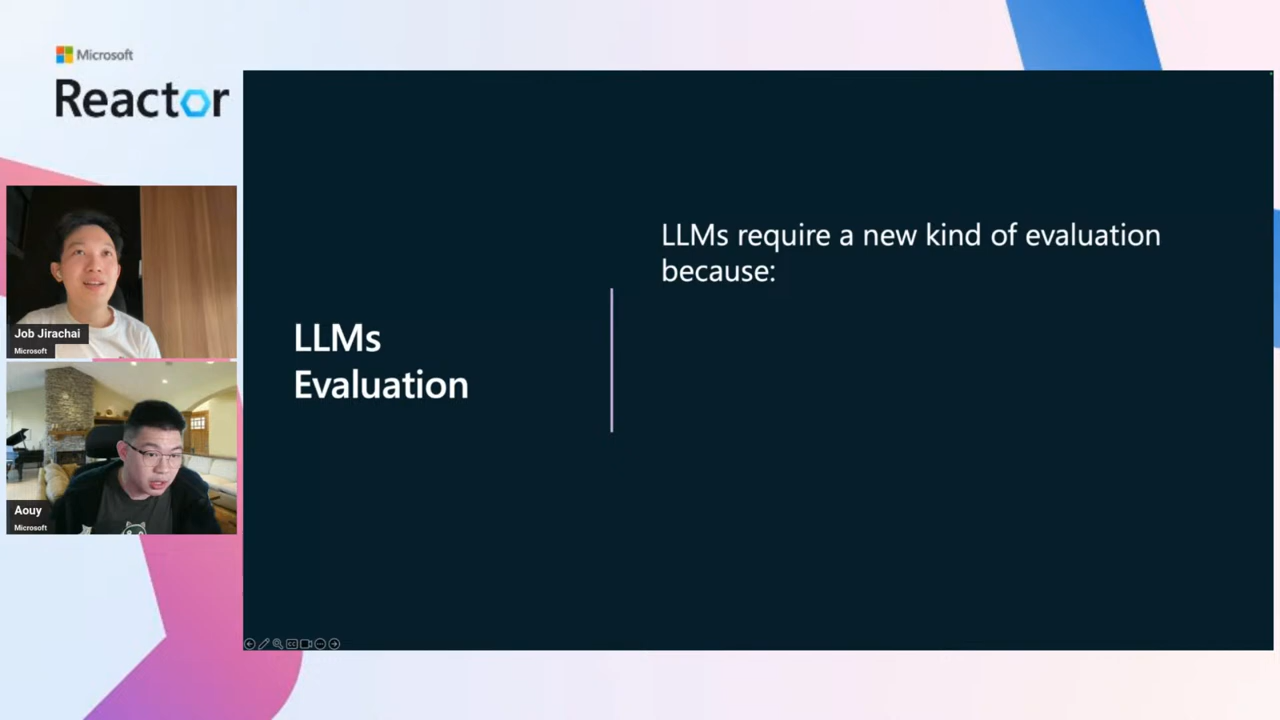 Microsoft
Reactor
Job Jirachai
Microsoft
Aouy
Microsoft
LLMs
Evaluation
LLMs require a new kind of evaluation
because: